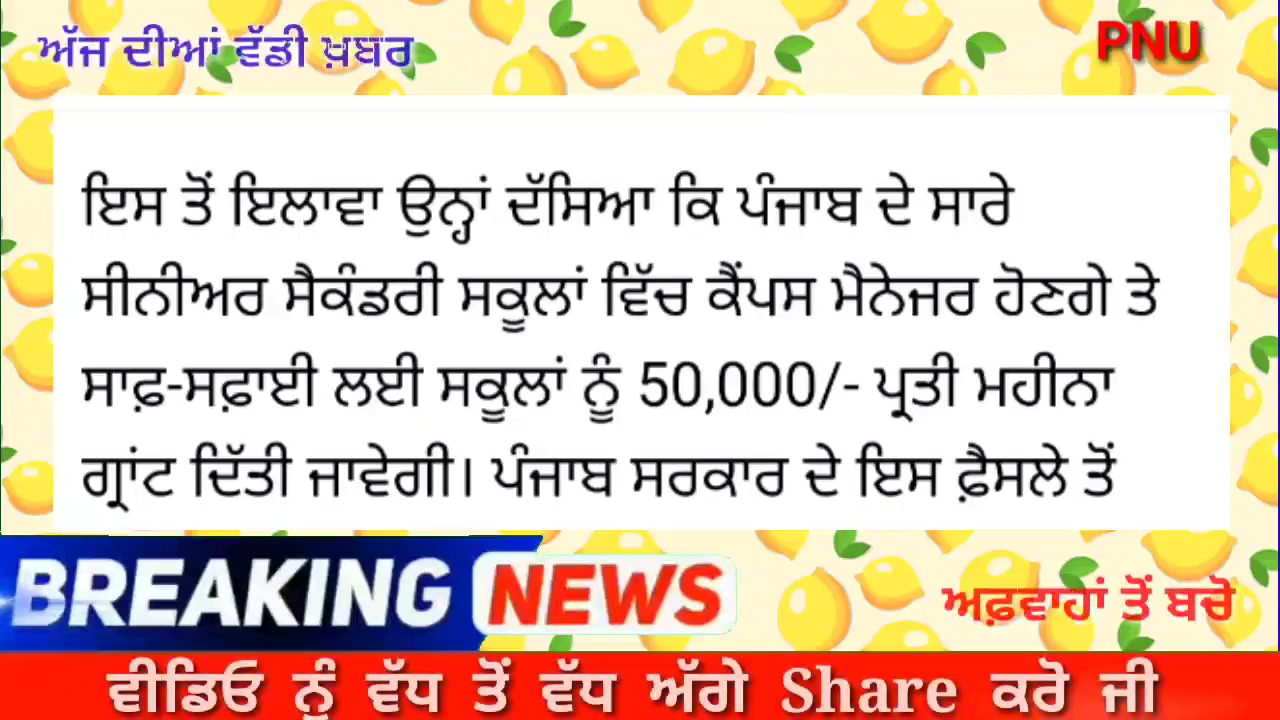 ਅੱਜ ਦੀਆਂ ਵੱਡੀ ਖ਼ਬਰ
PNU
ਇਸ ਤੋਂ ਇਲਾਵਾ ਉਨ੍ਹਾਂ ਦੱਸਿਆ ਕਿ ਪੰਜਾਬ ਦੇ ਸਾਰੇ
ਸੀਨੀਅਰ ਸੈਕੰਡਰੀ ਸਕੂਲਾਂ ਵਿੱਚ ਕੈਂਪਸ ਮੈਨੇਜਰ ਹੋਣਗੇ ਤੇ
ਸਾਫ਼-ਸਫ਼ਾਈ ਲਈ ਸਕੂਲਾਂ ਨੂੰ 50,000/- ਪ੍ਰਤੀ ਮਹੀਨਾ
ਗ੍ਰਾਂਟ ਦਿੱਤੀ ਜਾਵੇਗੀ। ਪੰਜਾਬ ਸਰਕਾਰ ਦੇ ਇਸ ਫ਼ੈਸਲੇ ਤੋਂ
BREAKING NEWS
ਅਫ਼ਵਾਹਾਂ ਤੋਂ ਬਚੋ
ਵੀਡਿਓ ਨੂੰ ਵੱਧ ਤੋਂ ਵੱਧ ਅੱਗੇ Share ਕਰੋ ਜੀ